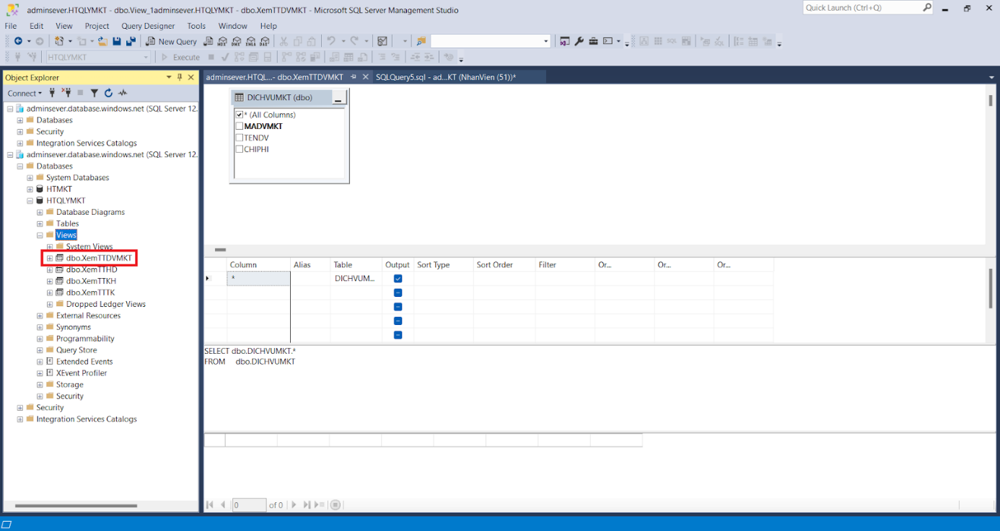 adminsever.HTQLYMKT - dbo.View_1adminsever.HTQLYMKT - dbo.XemTTDVMKT - Microsoft SQL Server Management Studio
Quick Launch (Ctrl+Q)
File Edit View Project Query Designer Tools Window Help
New Query
HTQLYMKT Execute
Object Explorer
Connect
adminsever.database.windows.net (SQL Server 12.
Databases
Security
Integration Services Catalogs
adminsever.database.windows.net (SQL Server 12.
Databases
System Databases
HTMKT
HTQLYMKT
Database Diagrams
Tables
Views
System Views
dbo.XemTTDVMKT
dbo.XemTTHD
dbo.XemTTKH
dbo.XemTTTK
Dropped Ledger Views
External Resources
Synonyms
Programmability
Query Store
Extended Events
XEvent Profiler
Storage
Security
Security
Integration Services Catalogs
adminsever.HTQL...- dbo.XemTTDVMKT SQLQuery5.sql - ad...KT (NhanVien (51))*
DICHVUMKT (dbo)
* (All Columns)
MADVMKT
TENDV
CHIPHI
Column Alias Table Output Sort Type Sort Order Filter Or... Or... Or...
* DICHVUM...
SELECT dbo.DICHVUMKT.*
FROM dbo.DICHVUMKT
0 of 0